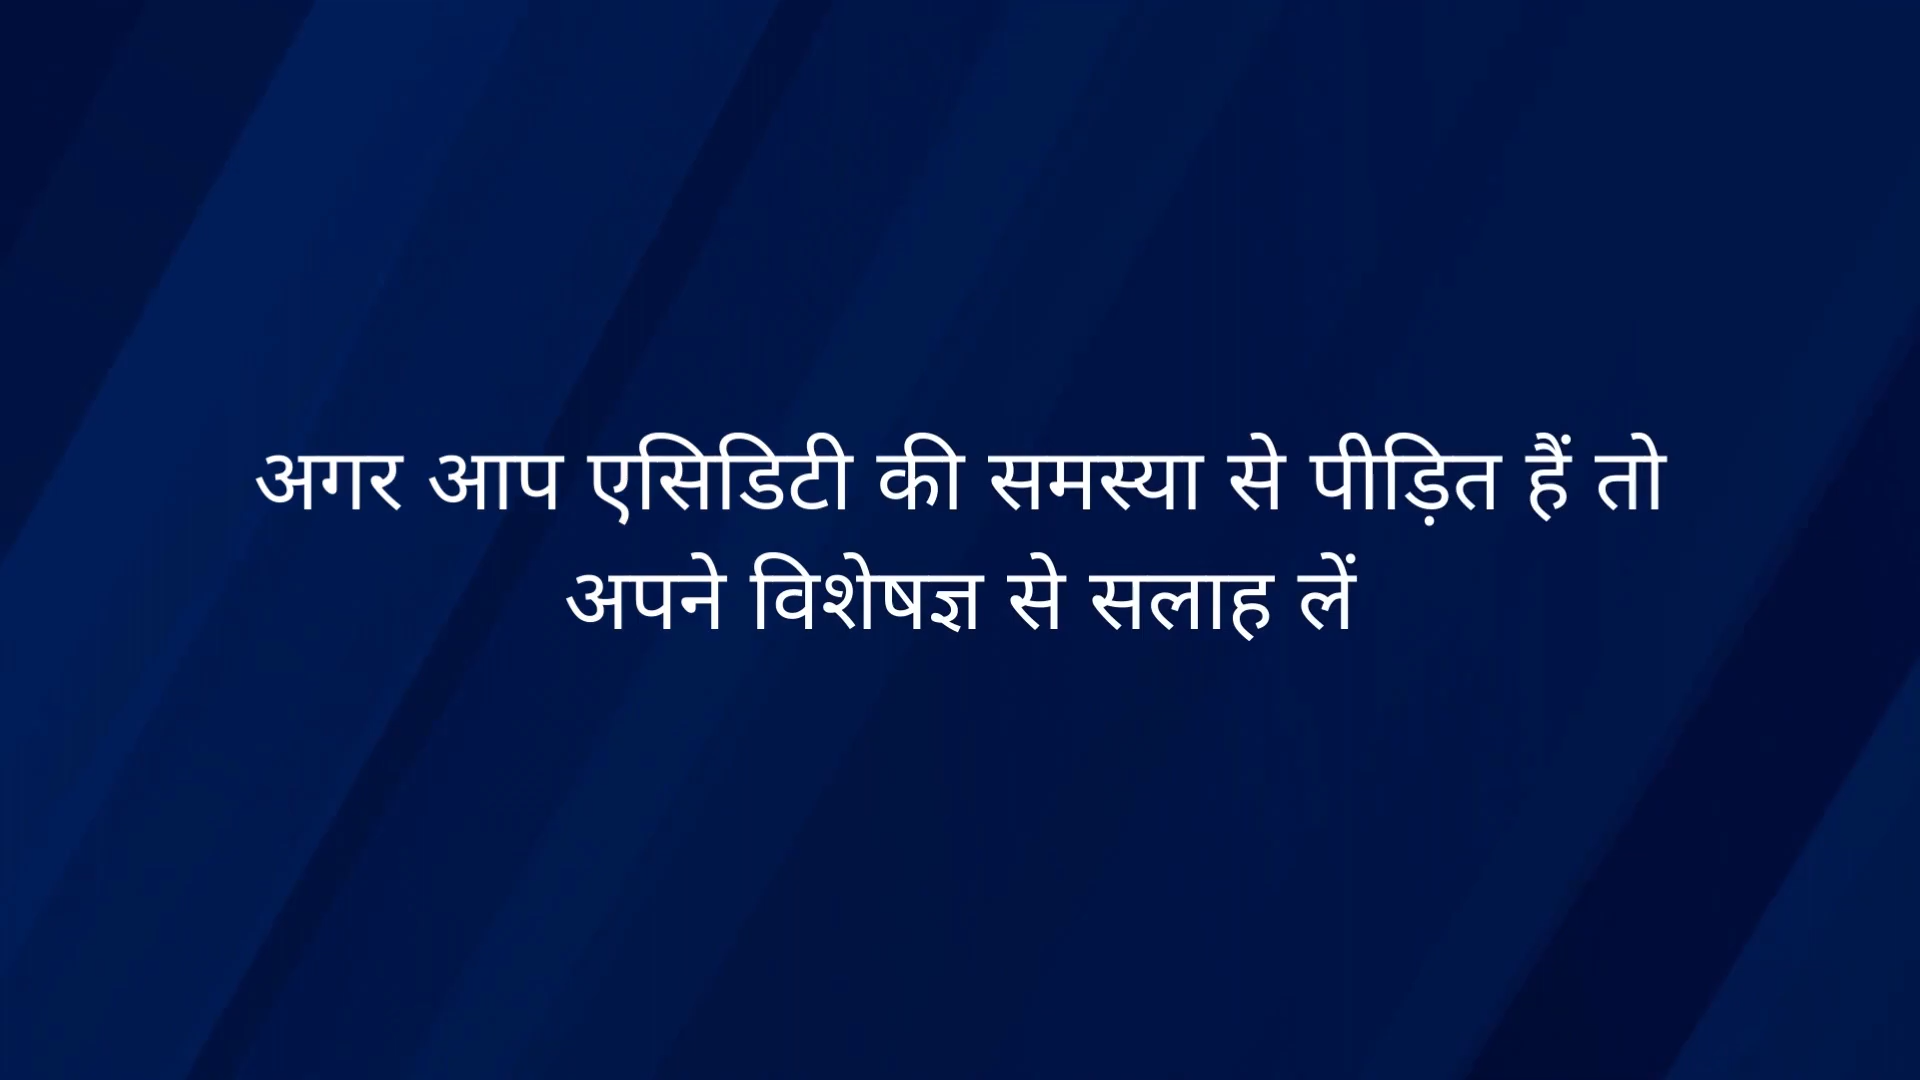 अगर आप एसिडिटी की समस्या से पीड़ित हैं तो
अपने विशेषज्ञ से सलाह लें